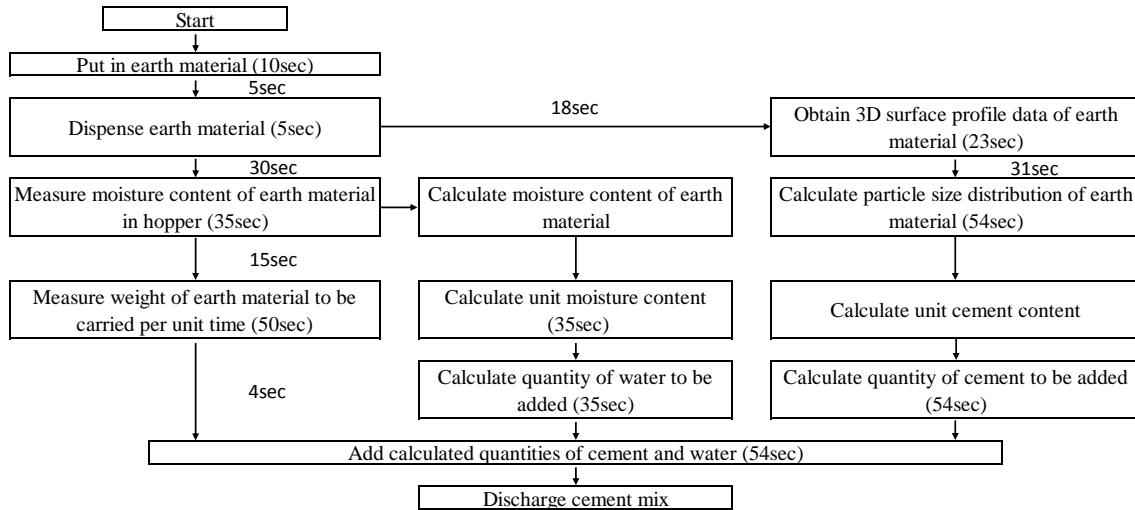 Start
Put in earth material (10sec)
5sec
Dispense earth material (5sec)
18sec
Obtain 3D surface profile data of earth
material (23sec)
30sec
31sec
Measure moisture content of earth material
in hopper (35sec)
Calculate moisture content of earth
material
Calculate particle size distribution of earth
material (54sec)
15sec
Measure weight of earth material to be
carried per unit time (50sec)
Calculate unit moisture content
(35sec)
Calculate unit cement content
4sec
Calculate quantity of water to be
added (35sec)
Calculate quantity of cement to be added
(54sec)
Add calculated quantities of cement and water (54sec)
Discharge cement mix